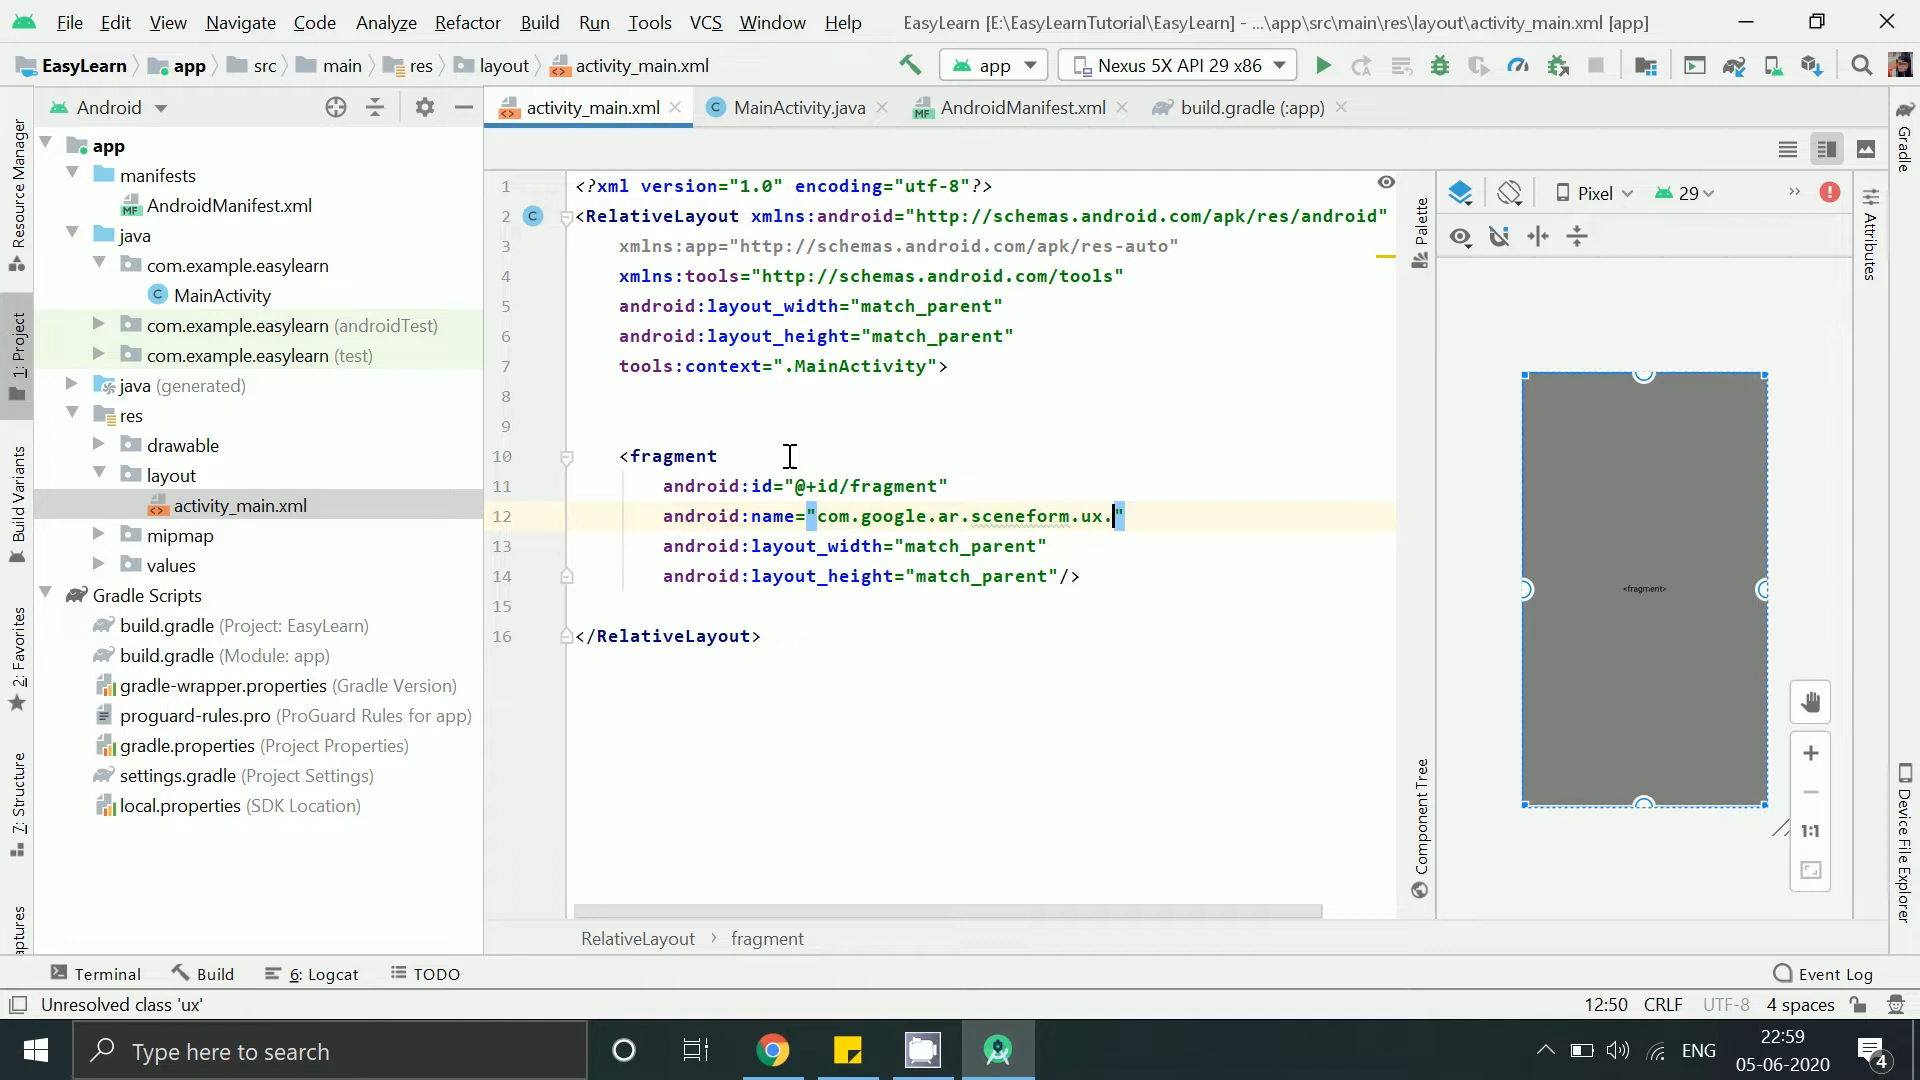 File Edit View Navigate Code Analyze Refactor Build Run Tools VCS Window Help EasyLearn [E:\EasyLearnTutorial\EasyLearn] - ...\app\src\main\res\layout\activity_main.xml [app]
EasyLearn app src main res layout activity_main.xml app Nexus 5X API 29 x86
Android
activity_main.xml MainActivity.java AndroidManifest.xml build.gradle (:app)
Resource Manager
1: Project
Build Variants
2: Favorites
7: Structure
aptures
app
manifests
AndroidManifest.xml
java
com.example.easylearn
MainActivity
com.example.easylearn (androidTest)
com.example.easylearn (test)
java (generated)
res
drawable
layout
activity_main.xml
mipmap
values
Gradle Scripts
build.gradle (Project: EasyLearn)
build.gradle (Module: app)
gradle-wrapper.properties (Gradle Version)
proguard-rules.pro (ProGuard Rules for app)
gradle.properties (Project Properties)
settings.gradle (Project Settings)
local.properties (SDK Location)
1 <?xml version="1.0" encoding="utf-8"?>
2 <RelativeLayout xmlns:android="http://schemas.android.com/apk/res/android"
3 xmlns:app="http://schemas.android.com/apk/res-auto"
4 xmlns:tools="http://schemas.android.com/tools"
5 android:layout_width="match_parent"
6 android:layout_height="match_parent"
7 tools:context=".MainActivity">
8
9
10 <fragment
11 android:id="@+id/fragment"
12 android:name="com.google.ar.sceneform.ux."
13 android:layout_width="match_parent"
14 android:layout_height="match_parent"/>
15
16 </RelativeLayout>
RelativeLayout fragment
Palette
Component Tree
Pixel 29
<fragment>
1:1
Gradle
Attributes
Device File Explorer
Terminal Build 6: Logcat TODO Event Log
Unresolved class 'ux' 12:50 CRLF UTF-8 4 spaces
Type here to search
ENG
22:59
05-06-2020
4